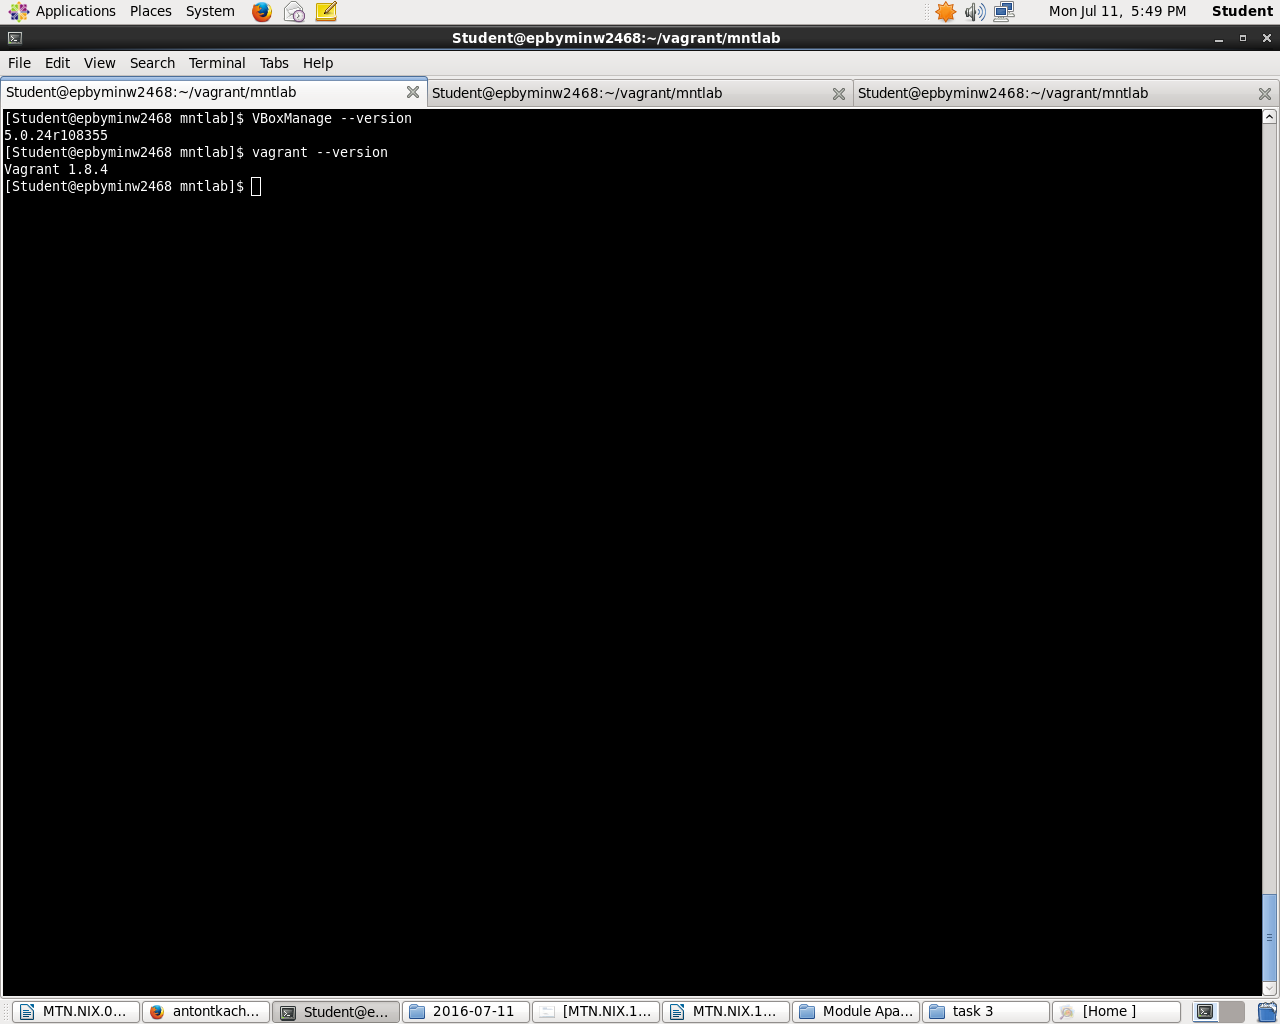 Applications Places System Mon Jul 11, 5:49 PM Student
Student@epbyminw2468:~/vagrant/mntlab
File Edit View Search Terminal Tabs Help
Student@epbyminw2468:~/vagrant/mntlab Student@epbyminw2468:~/vagrant/mntlab Student@epbyminw2468:~/vagrant/mntlab
[Student@epbyminw2468 mntlab]$ VBoxManage --version
5.0.24r108355
[Student@epbyminw2468 mntlab]$ vagrant --version
Vagrant 1.8.4
[Student@epbyminw2468 mntlab]$
MTN.NIX.0... antontkach... Student@e... 2016-07-11 [MTN.NIX.1... MTN.NIX.1... Module Apa... task 3 [Home ]